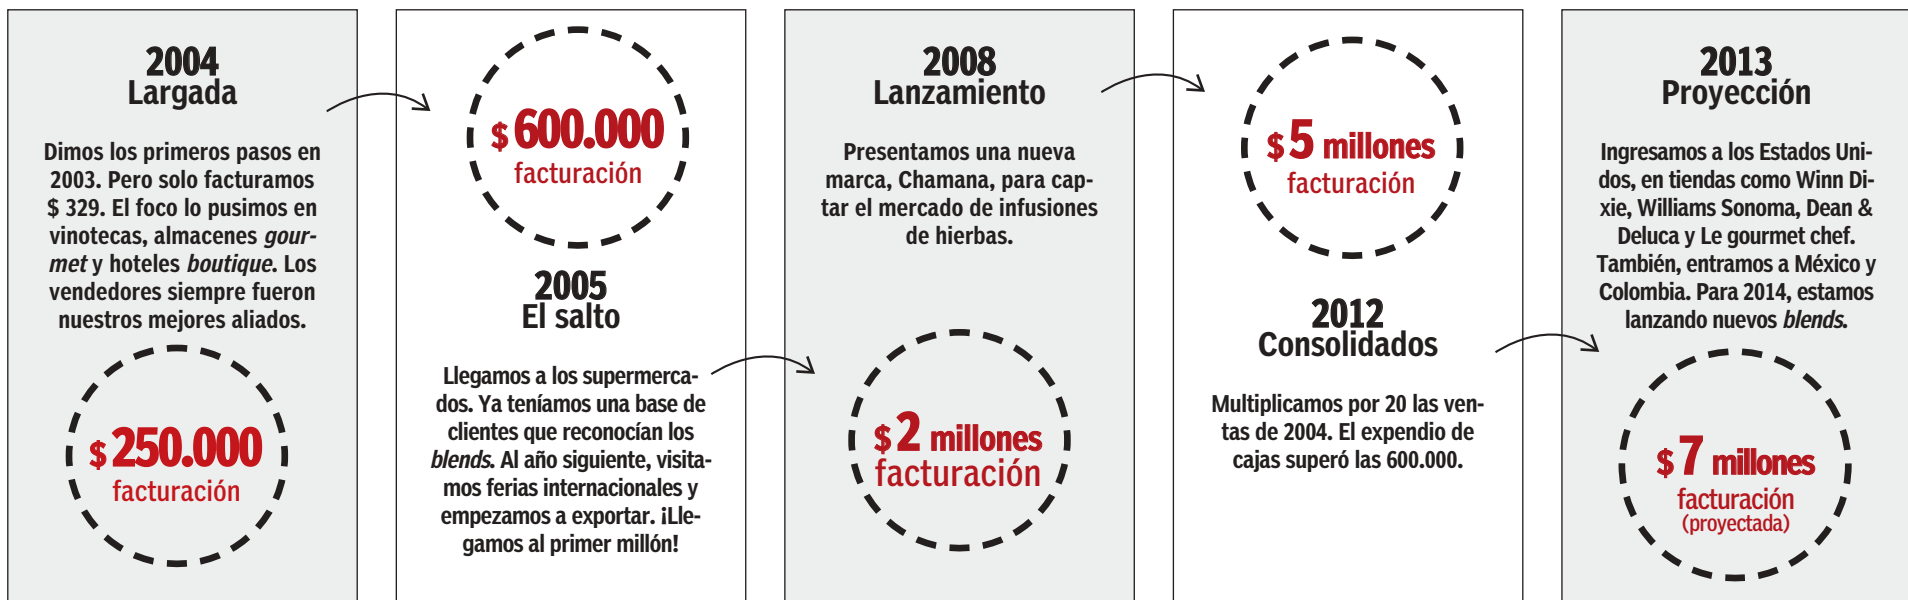 2004
Largada
Dimos los primeros pasos en
2003. Pero solo facturamos
$ 329. El foco lo pusimos en
vinotecas, almacenes gour-
met y hoteles boutique. Los
vendedores siempre fueron
nuestros mejores aliados.
$ 250.000
facturación
$ 600.000
facturación
2005
El salto
Llegamos a los supermerca-
dos. Ya teníamos una base de
clientes que reconocían los
blends. Al año siguiente, visita-
mos ferias internacionales y
empezamos a exportar. ¡Lle-
gamos al primer millón!
2008
Lanzamiento
Presentamos una nueva
marca, Chamana, para cap-
tar el mercado de infusiones
de hierbas.
$ 2 millones
facturación
$ 5 millones
facturación
2012
Consolidados
Multiplicamos por 20 las ven-
tas de 2004. El expendio de
cajas superó las 600.000.
2013
Proyección
Ingresamos a los Estados Uni-
dos, en tiendas como Winn Di-
xie, Williams Sonoma, Dean &
Deluca y Le gourmet chef.
También, entramos a México y
Colombia. Para 2014, estamos
lanzando nuevos blends.
$ 7 millones
facturación
(proyectada)